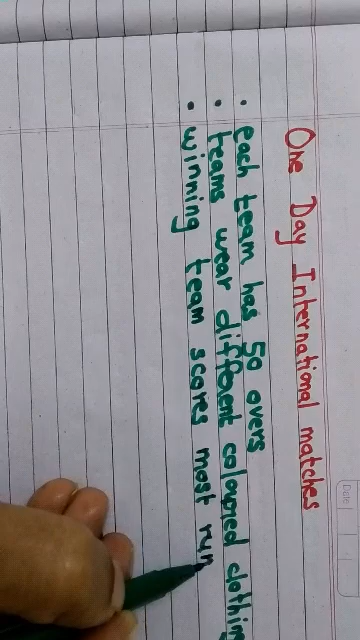 One Day International matches
• each team has 50 overs
• teams wear different coloured clothing
• winning team scores most run
Date